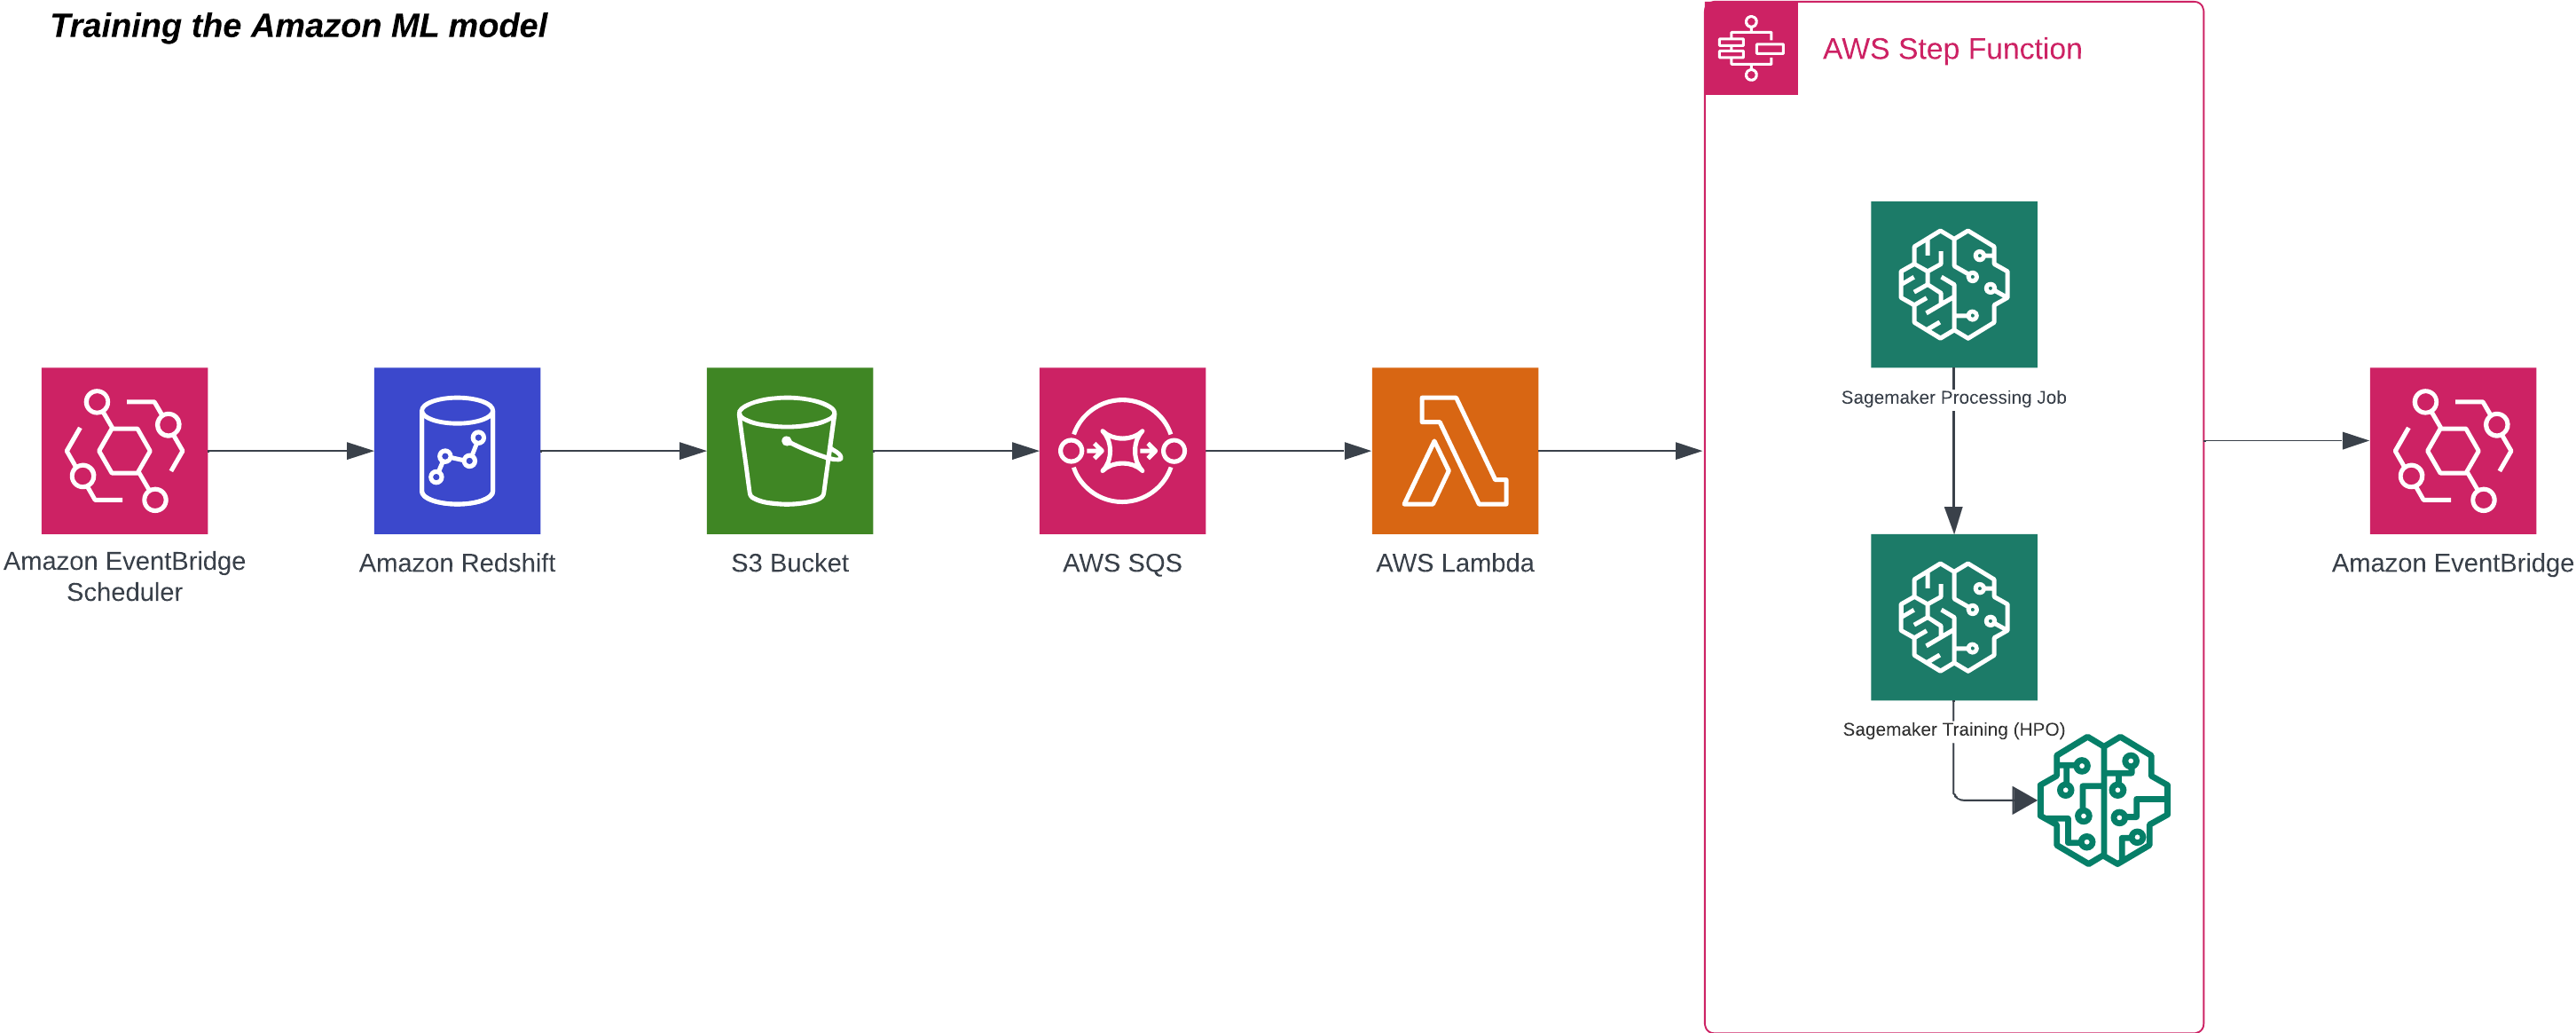 Training the Amazon ML model
AWS Step Function
Sagemaker Processing Job
Amazon EventBridge
Scheduler
Amazon Redshift
S3 Bucket
AWS SQS
AWS Lambda
Amazon EventBridge
Sagemaker Training (HPO)